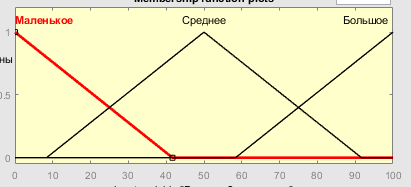 Membership function plots
Маленькое Среднее Большое
1
ны
0.5
0
0 10 20 30 40 50 60 70 80 90 100